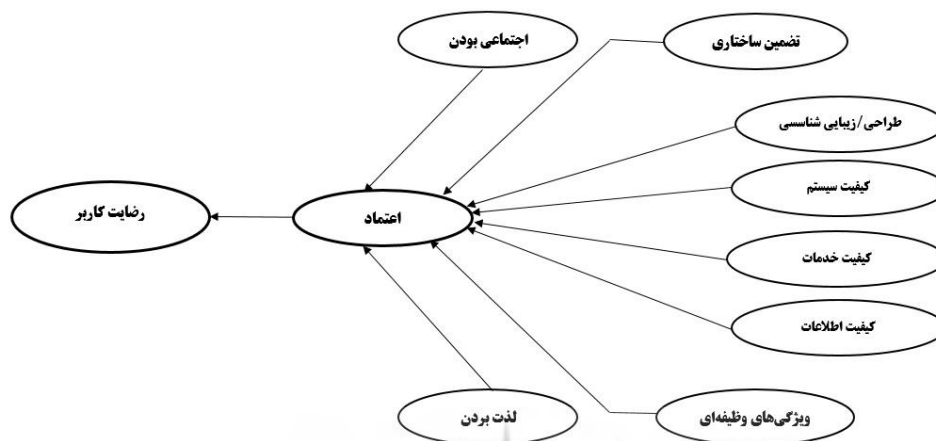 اجتماعی بودن
تضمین ساختاری
طراحی/زیبایی شناسسی
کیفیت سیستم
اعتماد
رضایت کاربر
کیفیت خدمات
کیفیت اطلاعات
لذت بردن
ویژگی‌های وظیفه‌ای